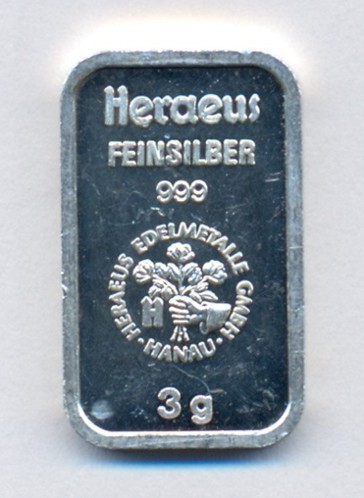 Heraeus
FEINSILBER
999
HERAEUS EDELMETALLE GMBH
H
· HANAU ·
3 g